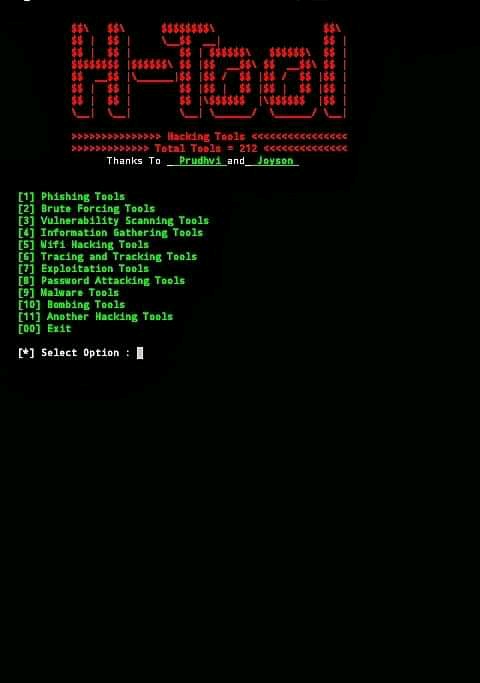 H-Tool
>>>>>>>>>>>>>>> Hacking Tools <<<<<<<<<<<<<<<<
>>>>>>>>>>>>> Total Tools = 212 <<<<<<<<<<<<<<
Thanks To __Prudhvi_and__Joyson_
[1] Phishing Tools
[2] Brute Forcing Tools
[3] Vulnerability Scanning Tools
[4] Information Gathering Tools
[5] Wifi Hacking Tools
[6] Tracing and Tracking Tools
[7] Exploitation Tools
[8] Password Attacking Tools
[9] Malware Tools
[10] Bombing Tools
[11] Another Hacking Tools
[00] Exit
[*] Select Option :